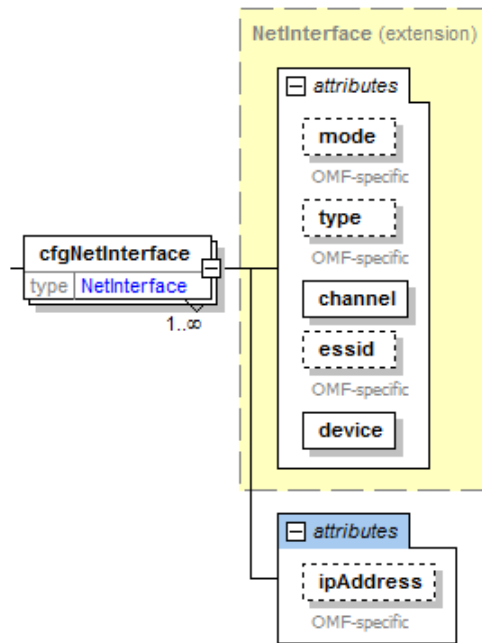 NetInterface (extension)
attributes
mode
OMF-specific
type
OMF-specific
cfgNetInterface
type NetInterface
1..∞
channel
essid
OMF-specific
device
attributes
ipAddress
OMF-specific